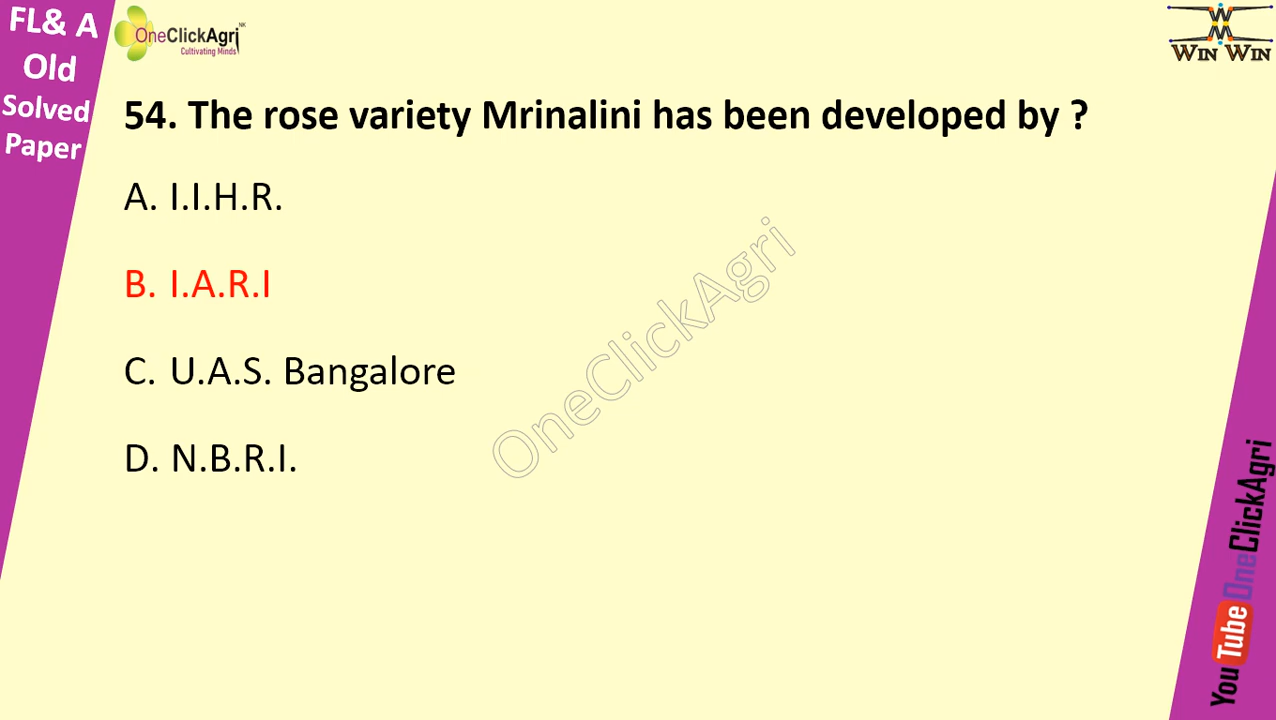 FL& A
Old
Solved
Paper
OneClickAgri
NK
Cultivating Minds
WIN WIN
54. The rose variety Mrinalini has been developed by ?
A. I.I.H.R.
B. I.A.R.I
C. U.A.S. Bangalore
D. N.B.R.I.
OneClickAgri
YouTube OneClickAgri